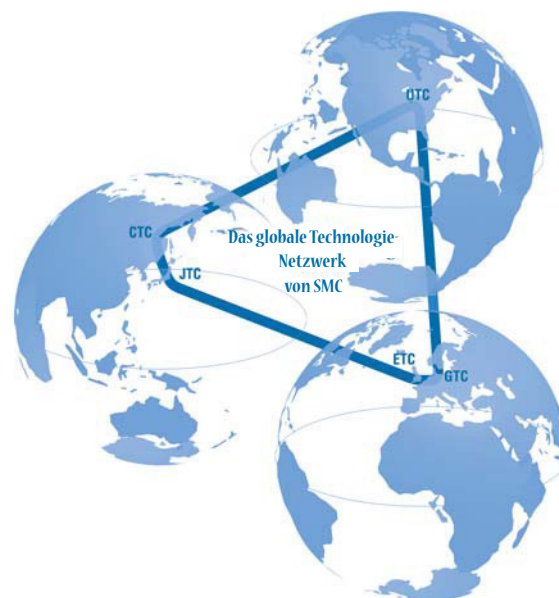 OTC
CTC
Das globale Technologie-
Netzwerk
von SMC
JTC
ETC
GTC